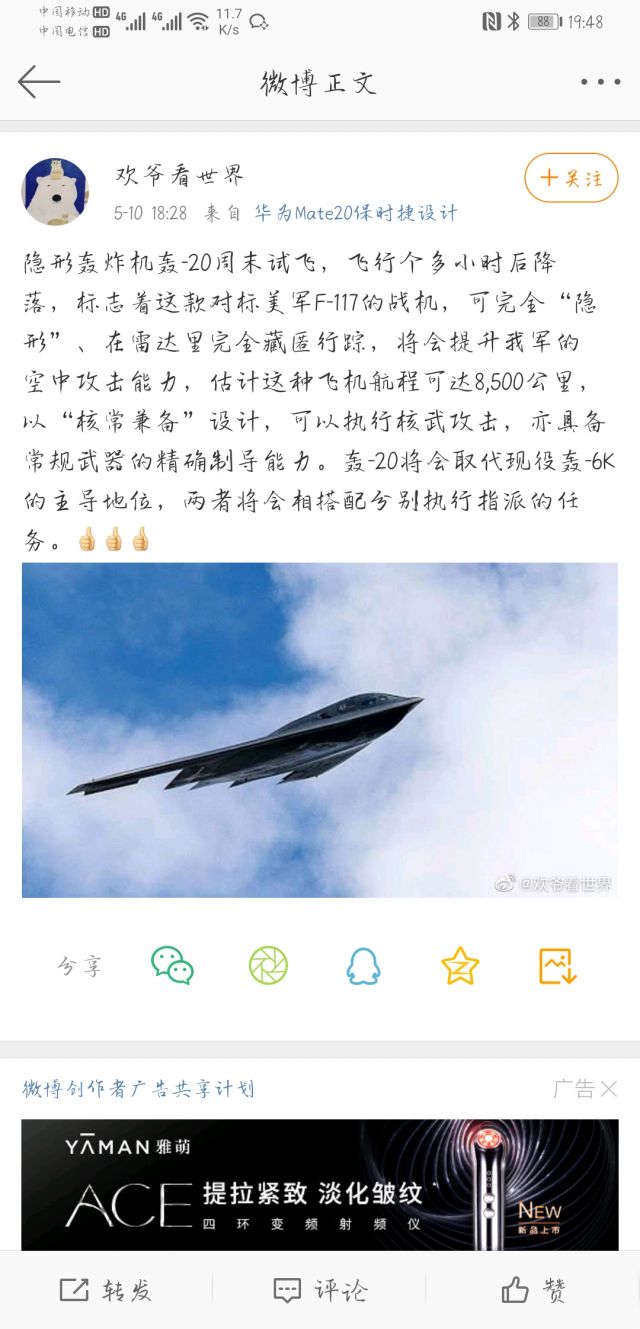 中国移动 HD 4G 4G 11.7 88 19:48
中国电信 HD K/s
微博正文
欢爷看世界
+关注
5-10 18:28 来自 华为Mate20保时捷设计
隐形轰炸机轰-20周末试飞，飞行个多小时后降
落，标志着这款对标美军F-117的战机，可完全“隐
形”、在雷达里完全藏匿行踪，将会提升我军的
空中攻击能力，估计这种飞机航程可达8,500公里，
以“核常兼备”设计，可以执行核武攻击，亦具备
常规武器的精确制导能力。轰-20将会取代现役轰-6K
的主导地位，两者将会相搭配分别执行指派的任
务。👍👍👍
@欢爷看世界
分享
微博创作者广告共享计划
广告
YAMAN 雅萌
ACE 提拉紧致 淡化皱纹
四环变频射频仪
NEW
新品上市
转发 评论 赞